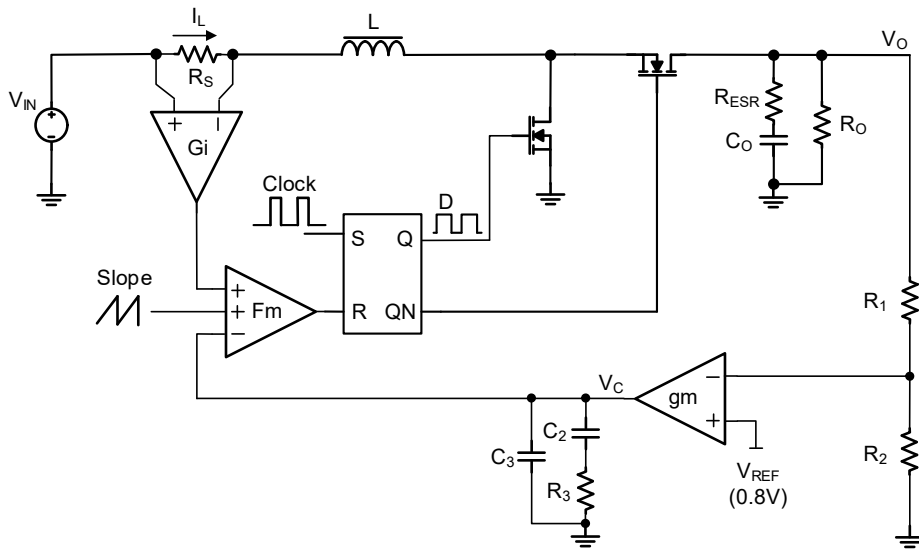 I_L
L
V_O
R_S
V_IN
+
−
+ −
Gi
R_ESR
C_O
R_O
Clock
D
S
Q
Slope
+
+
−
Fm
R
QN
R_1
V_C
gm
−
+
C_2
C_3
R_3
V_REF
(0.8V)
R_2